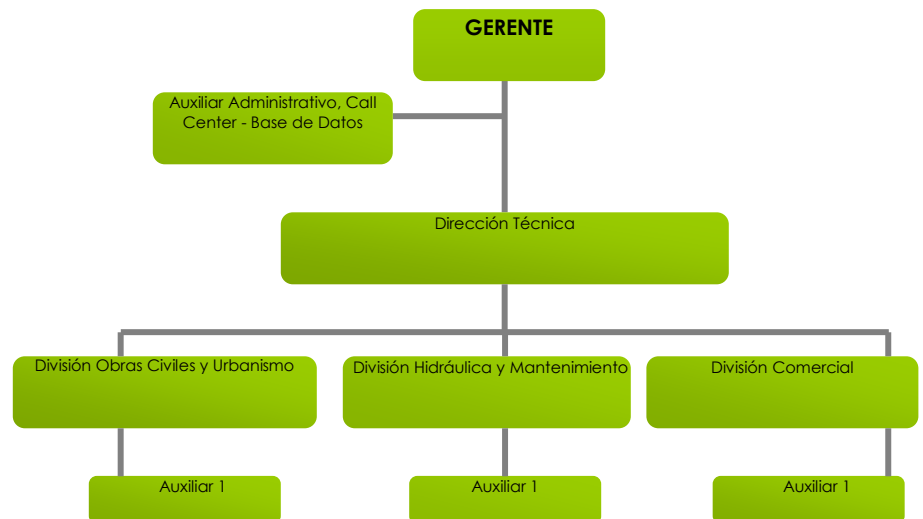 GERENTE
Auxiliar Administrativo, Call
Center - Base de Datos
Dirección Técnica
División Obras Civiles y Urbanismo
División Hidráulica y Mantenimiento
División Comercial
Auxiliar 1
Auxiliar 1
Auxiliar 1